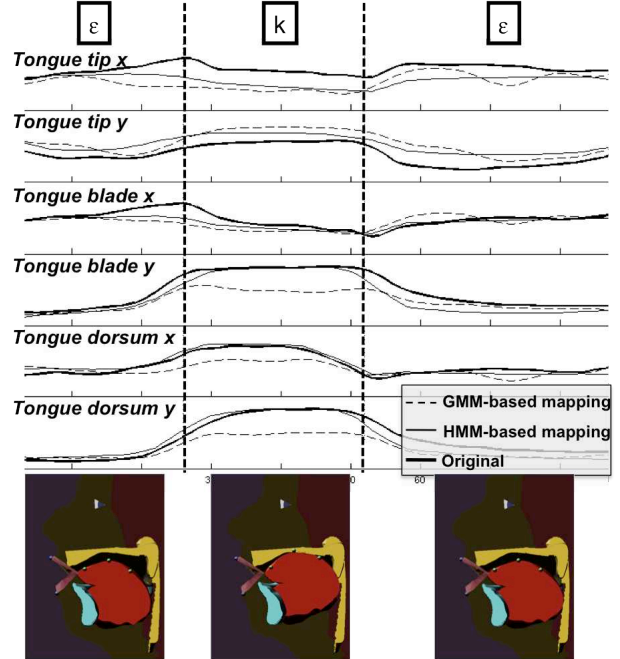 ε k ε
Tongue tip x
Tongue tip y
Tongue blade x
Tongue blade y
Tongue dorsum x
Tongue dorsum y
GMM-based mapping
HMM-based mapping
Original
3 60